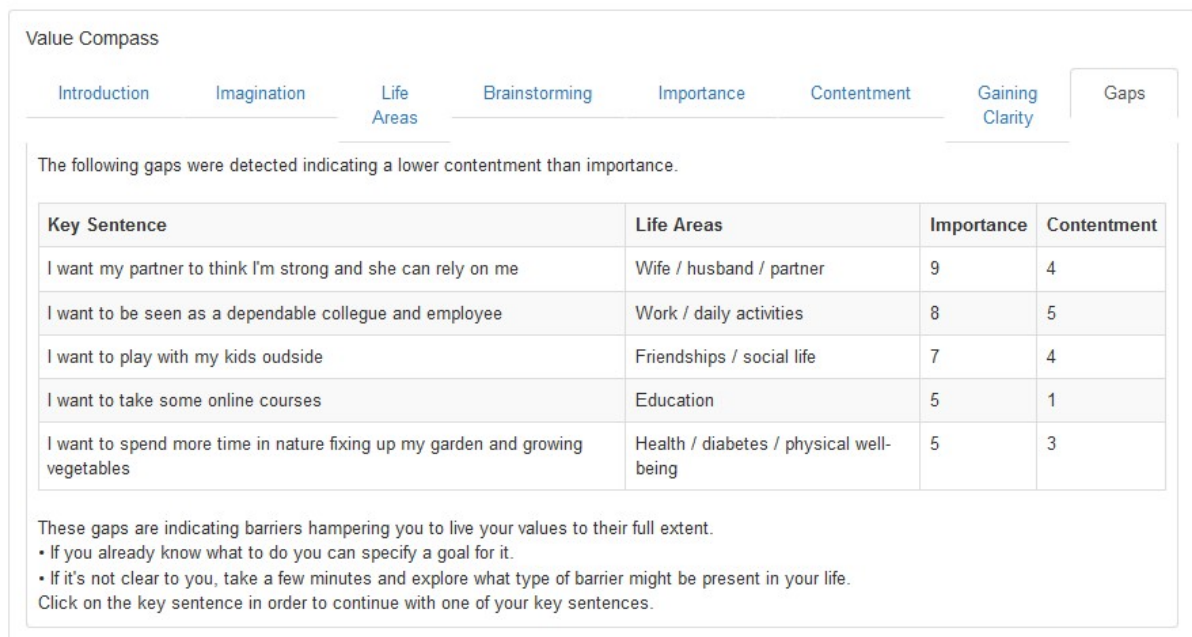 Value Compass
Introduction Imagination Life Areas Brainstorming Importance Contentment Gaining Clarity Gaps
The following gaps were detected indicating a lower contentment than importance.
Key Sentence Life Areas Importance Contentment
I want my partner to think I'm strong and she can rely on me Wife / husband / partner 9 4
I want to be seen as a dependable collegue and employee Work / daily activities 8 5
I want to play with my kids oudside Friendships / social life 7 4
I want to take some online courses Education 5 1
I want to spend more time in nature fixing up my garden and growing Health / diabetes / physical well- 5 3
vegetables being
These gaps are indicating barriers hampering you to live your values to their full extent.
• If you already know what to do you can specify a goal for it.
• If it's not clear to you, take a few minutes and explore what type of barrier might be present in your life.
Click on the key sentence in order to continue with one of your key sentences.